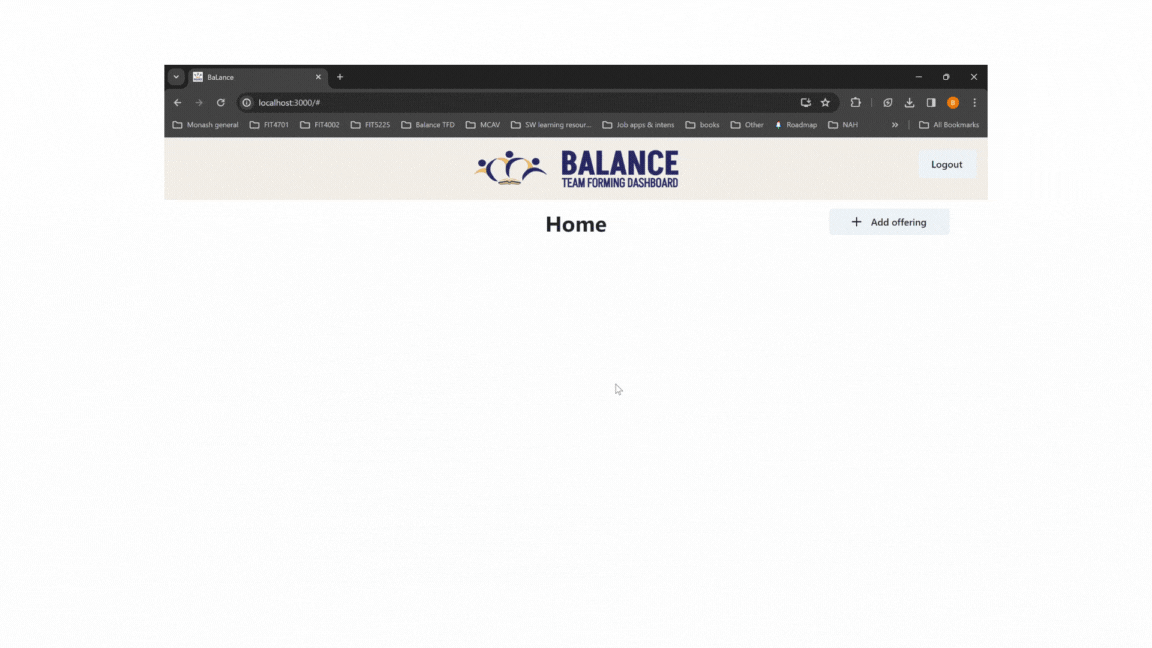 BaLance
localhost:3000/#
Monash general FIT4701 FIT4002 FIT5225 Balance TFD MCAV SW learning resour... Job apps & intens books Other Roadmap NAH » All Bookmarks
BALANCE
TEAM FORMING DASHBOARD
Logout
Home
Add offering